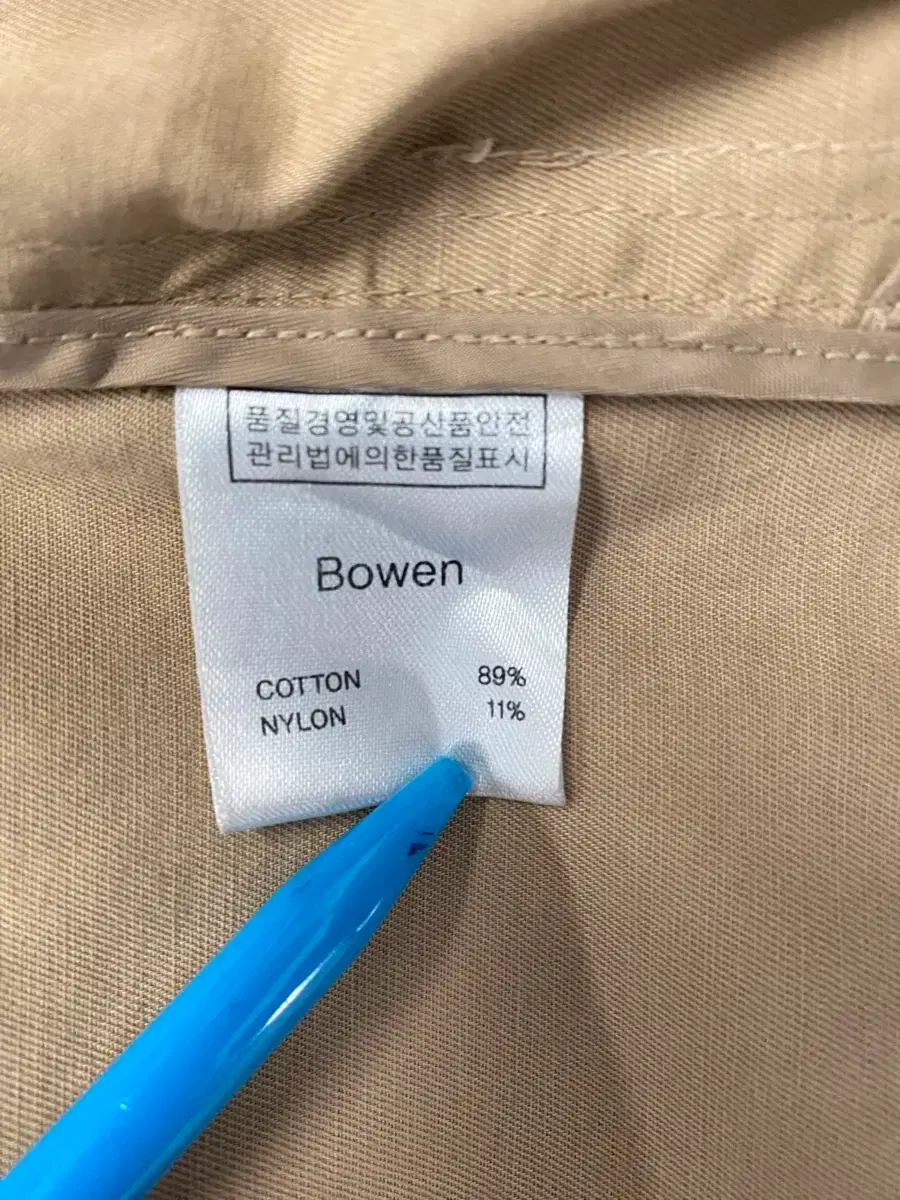 품질경영및공산품안전
관리법에의한품질표시
Bowen
COTTON 89%
NYLON 11%